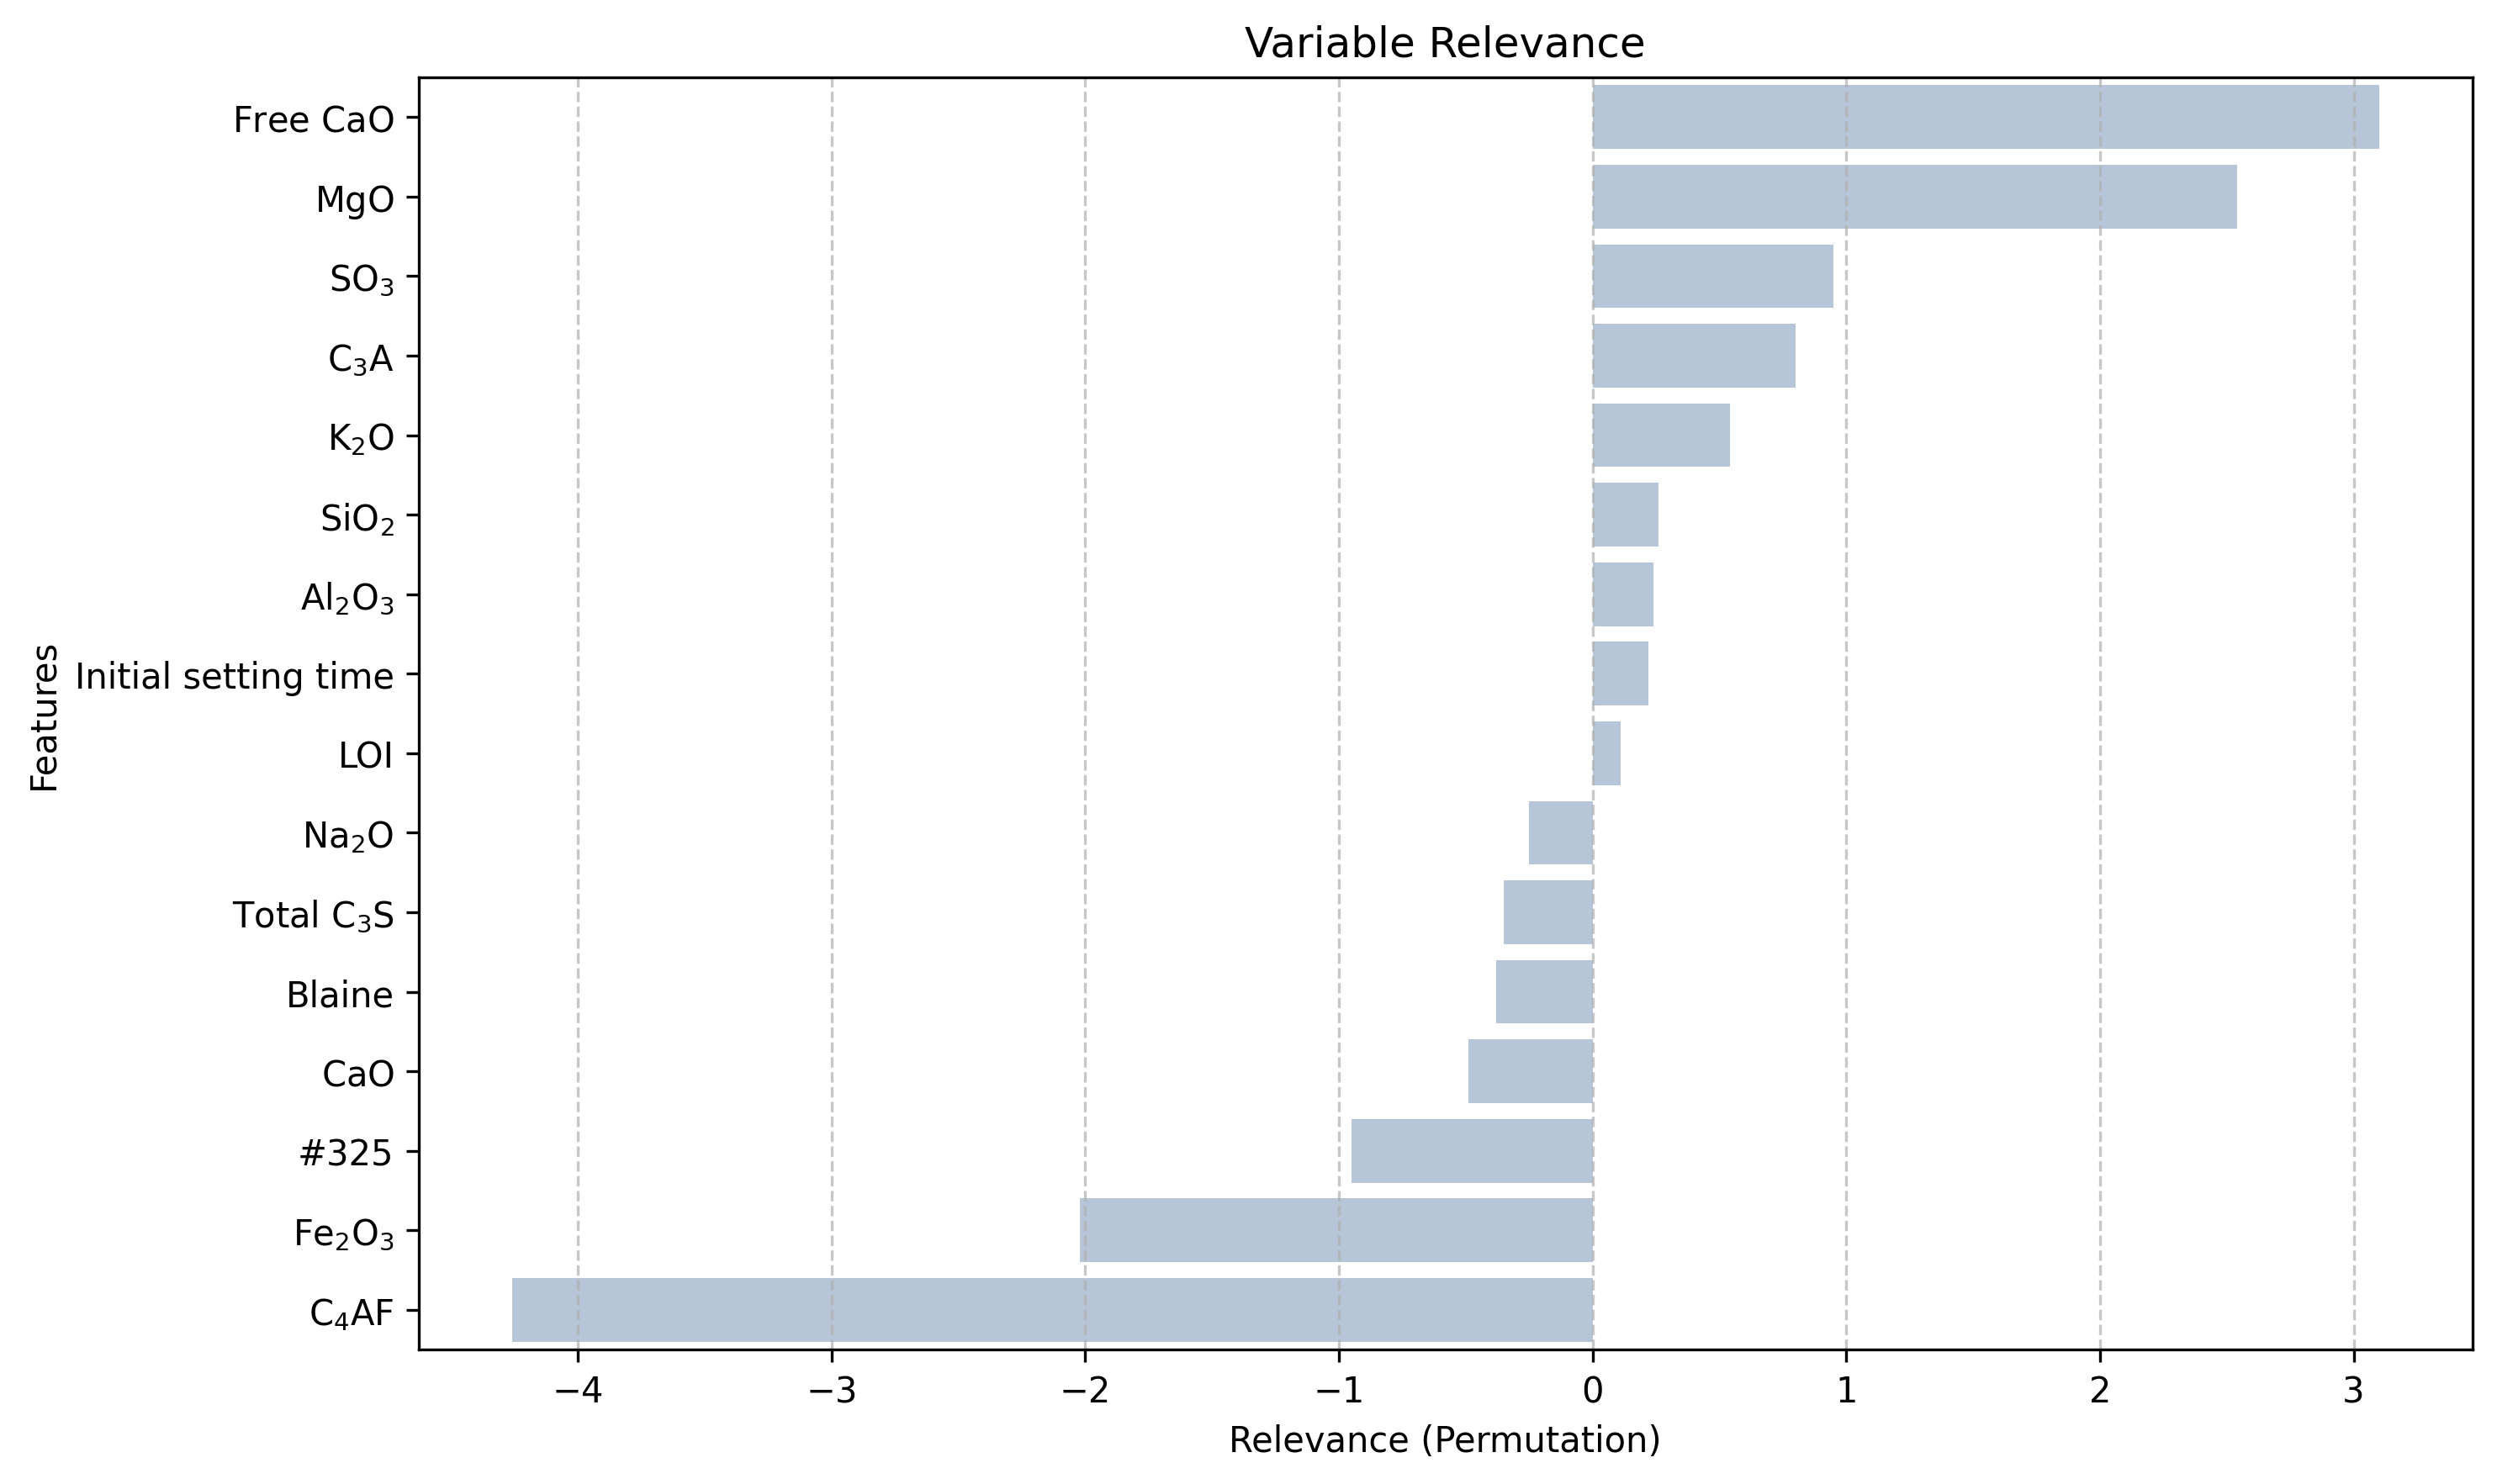 Variable Relevance
Free CaO
MgO
SO₃
C₃A
K₂O
SiO₂
Al₂O₃
Initial setting time
LOI
Na₂O
Total C₃S
Blaine
CaO
#325
Fe₂O₃
C₄AF
Features
−4 −3 −2 −1 0 1 2 3
Relevance (Permutation)